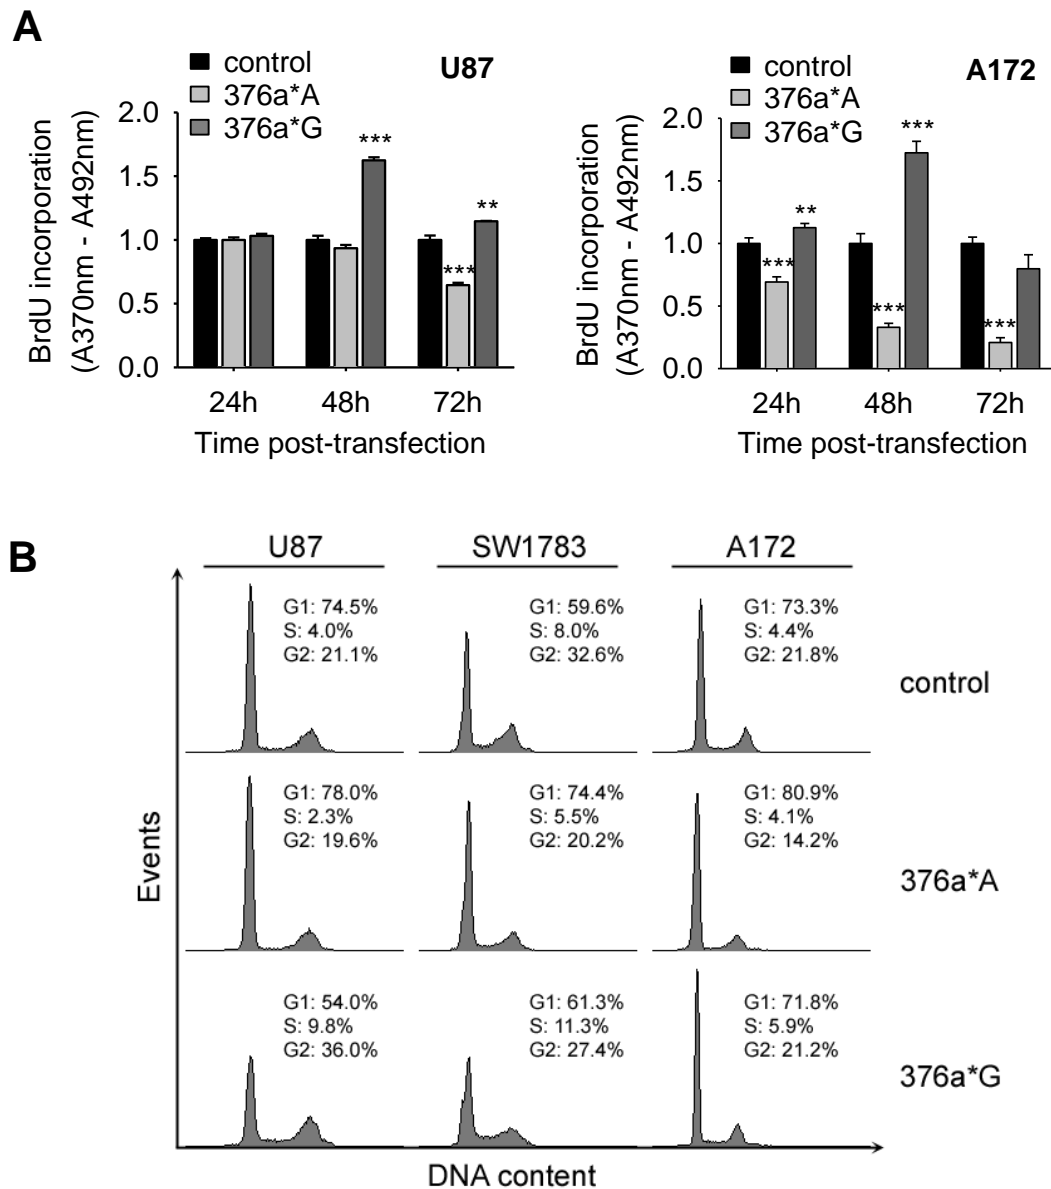 A
control
376a*A
376a*G
U87
BrdU incorporation
(A370nm - A492nm)
2.0
1.5
1.0
0.5
0.0
***
***
**
24h
48h
72h
Time post-transfection
control
376a*A
376a*G
A172
BrdU incorporation
(A370nm - A492nm)
2.0
1.5
1.0
0.5
0.0
***
**
***
***
***
24h
48h
72h
Time post-transfection
B
U87
SW1783
A172
G1: 74.5%
S: 4.0%
G2: 21.1%
G1: 59.6%
S: 8.0%
G2: 32.6%
G1: 73.3%
S: 4.4%
G2: 21.8%
control
G1: 78.0%
S: 2.3%
G2: 19.6%
G1: 74.4%
S: 5.5%
G2: 20.2%
G1: 80.9%
S: 4.1%
G2: 14.2%
376a*A
G1: 54.0%
S: 9.8%
G2: 36.0%
G1: 61.3%
S: 11.3%
G2: 27.4%
G1: 71.8%
S: 5.9%
G2: 21.2%
376a*G
Events
DNA content